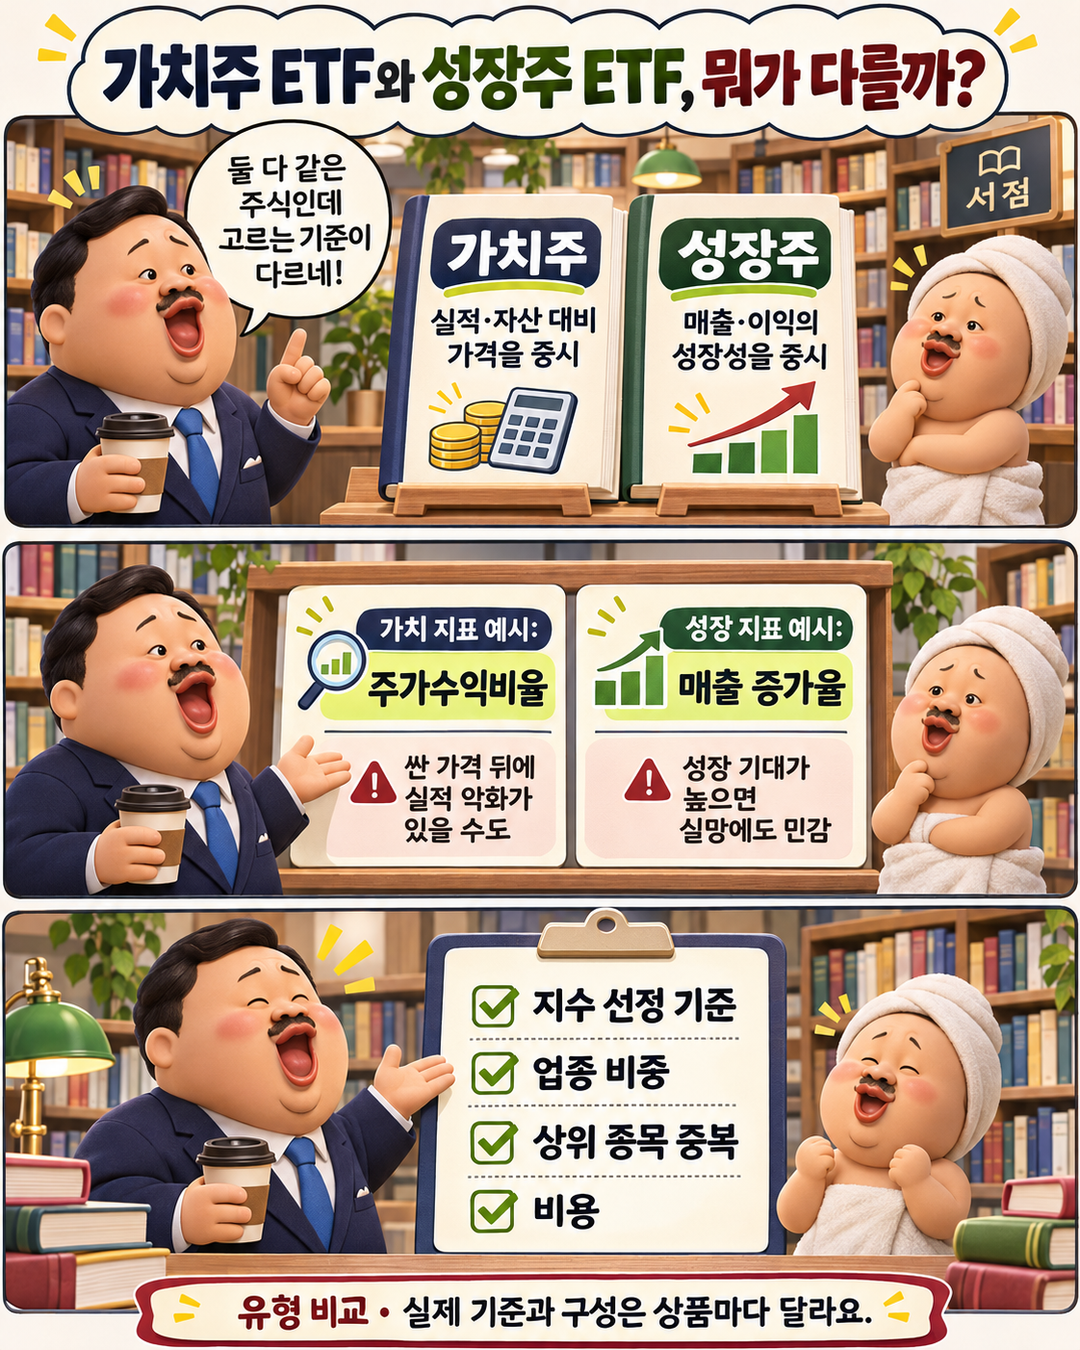 가치주 ETF와 성장주 ETF, 뭐가 다를까?
둘 다 같은
주식인데
고르는 기준이
다르네!
가치주
실적·자산 대비
가격을 중시
성장주
매출·이익의
성장성을 중시
서점
가치 지표 예시:
주가수익비율
싼 가격 뒤에
실적 악화가
있을 수도
성장 지표 예시:
매출 증가율
성장 기대가
높으면
실망에도 민감
지수 선정 기준
업종 비중
상위 종목 중복
비용
유형 비교 • 실제 기준과 구성은 상품마다 달라요.